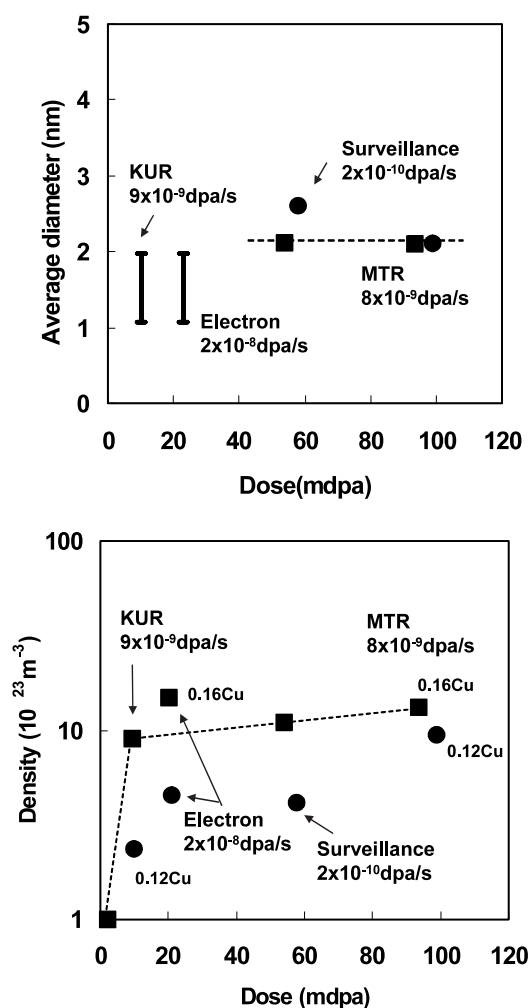 5
4
3
2
1
0
Average diameter (nm)
KUR
9x10⁻⁹dpa/s
Surveillance
2x10⁻¹⁰dpa/s
Electron
2x10⁻⁸dpa/s
MTR
8x10⁻⁹dpa/s
0 20 40 60 80 100 120
Dose(mdpa)
100
10
1
Density (10 ²³ m⁻³)
KUR
9x10⁻⁹dpa/s
MTR
8x10⁻⁹dpa/s
0.16Cu
0.16Cu
0.12Cu
Electron
2x10⁻⁸dpa/s
0.12Cu
Surveillance
2x10⁻¹⁰dpa/s
0 20 40 60 80 100 120
Dose (mdpa)